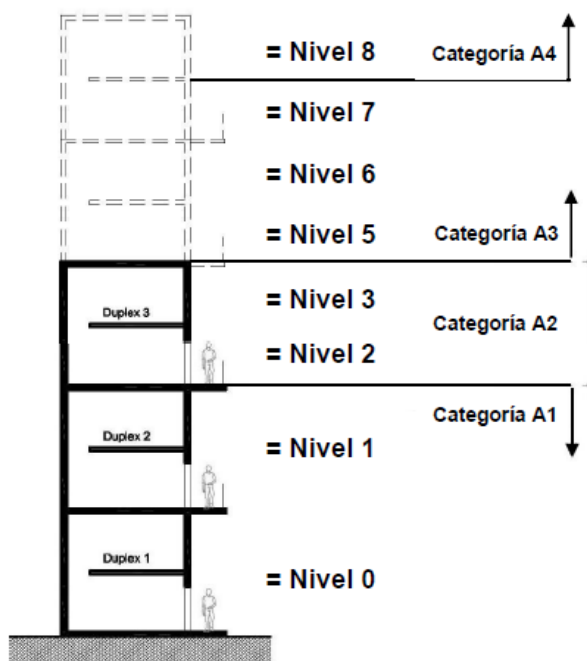 = Nivel 8
Categoría A4
= Nivel 7
= Nivel 6
= Nivel 5
Categoría A3
Duplex 3
= Nivel 3
Categoría A2
= Nivel 2
Categoría A1
Duplex 2
= Nivel 1
Duplex 1
= Nivel 0